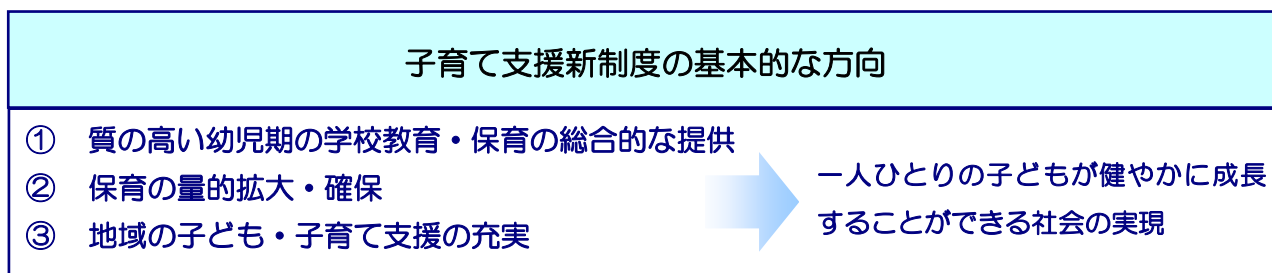 子育て支援新制度の基本的な方向
① 質の高い幼児期の学校教育・保育の総合的な提供
② 保育の量的拡大・確保
③ 地域の子ども・子育て支援の充実
一人ひとりの子どもが健やかに成長
することができる社会の実現